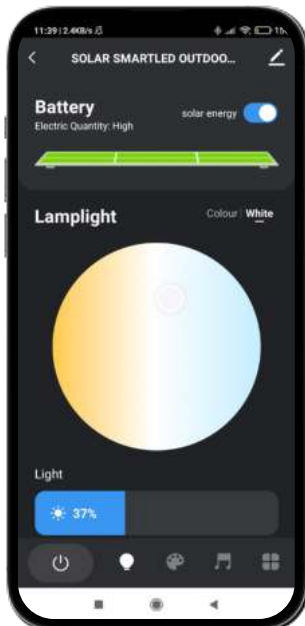 11:39 | 2.4KB/s
SOLAR SMARTLED OUTDOO...
Battery
solar energy
Electric Quantity: High
Lamplight
Colour White
Light
37%